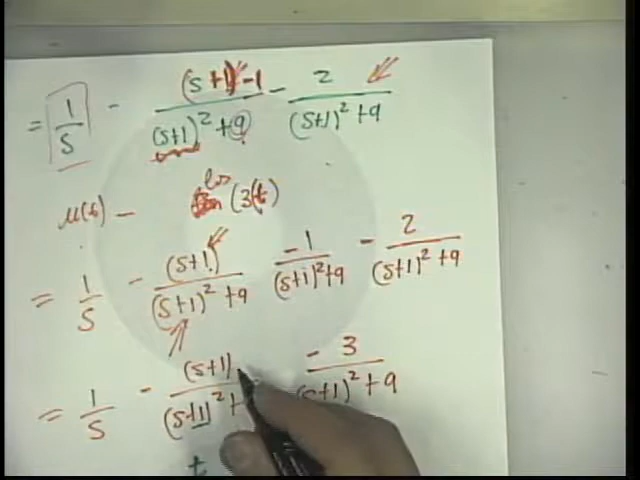 = 1/s - ((s+1) -1)/((s+1)² +9) - 2/((s+1)² +9)
u(t) - cos (3t)
= 1/s - (s+1)/((s+1)² +9) -1/((s+1)²+9) - 2/((s+1)² +9)
= 1/s - (s+1)/((s+1)² + - 3/((s+1)² +9)
t